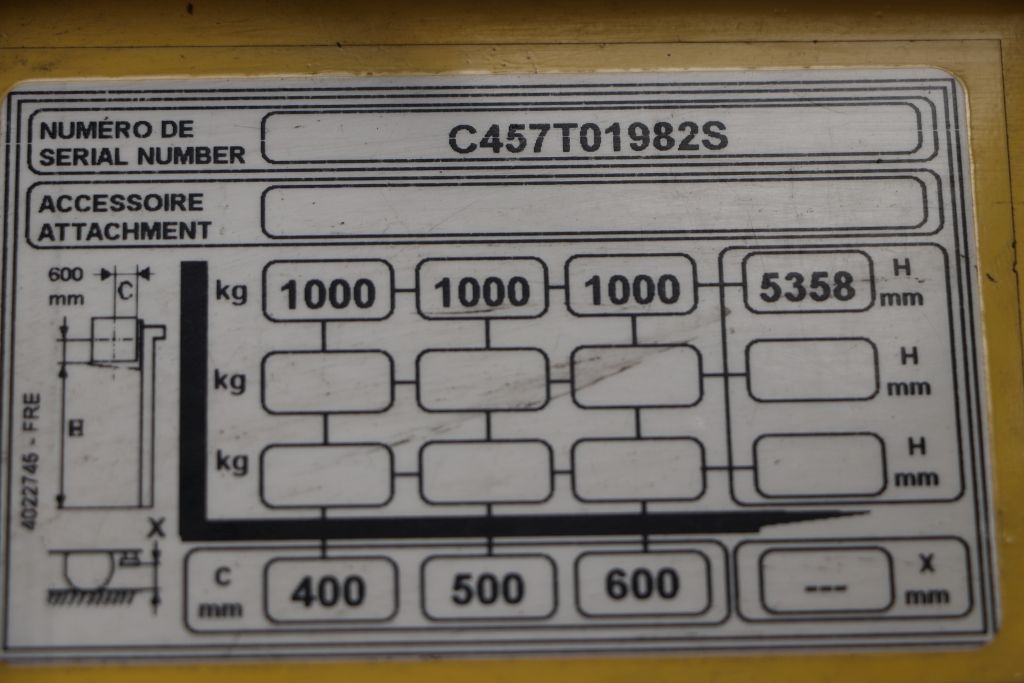 NUMÉRO DE
SERIAL NUMBER
C457T01982S
ACCESSOIRE
ATTACHMENT
600
mm
C
kg 1000 1000 1000 5358 H
mm
kg H
mm
kg H
mm
H
4022745 - FRE
X
C
mm 400 500 600 --- X
mm